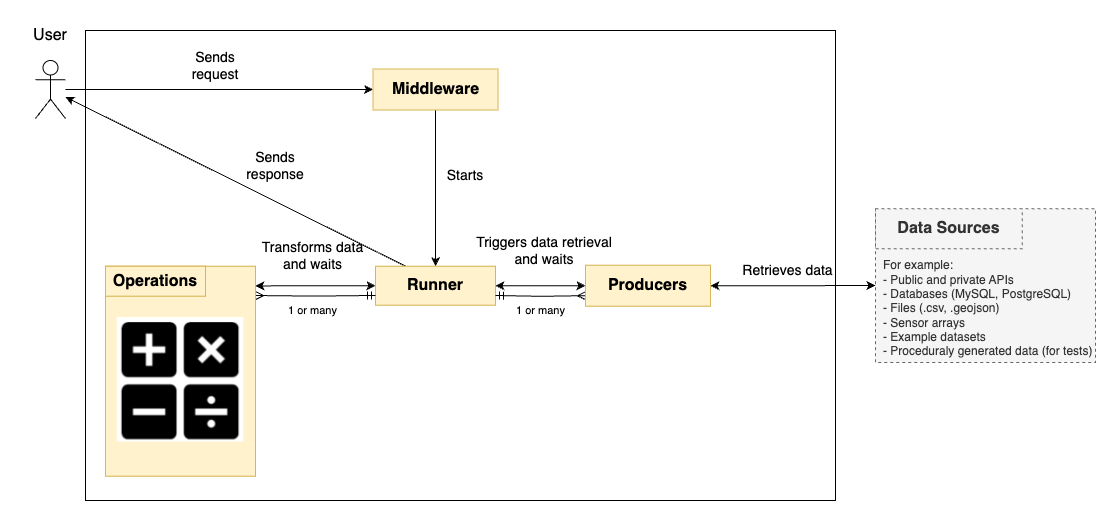 User
Sends
request
Middleware
Sends
response
Starts
Data Sources
For example:
- Public and private APIs
- Databases (MySQL, PostgreSQL)
- Files (.csv, .geojson)
- Sensor arrays
- Example datasets
- Proceduraly generated data (for tests)
Transforms data
and waits
Triggers data retrieval
and waits
Retrieves data
Operations
Runner
Producers
1 or many
1 or many